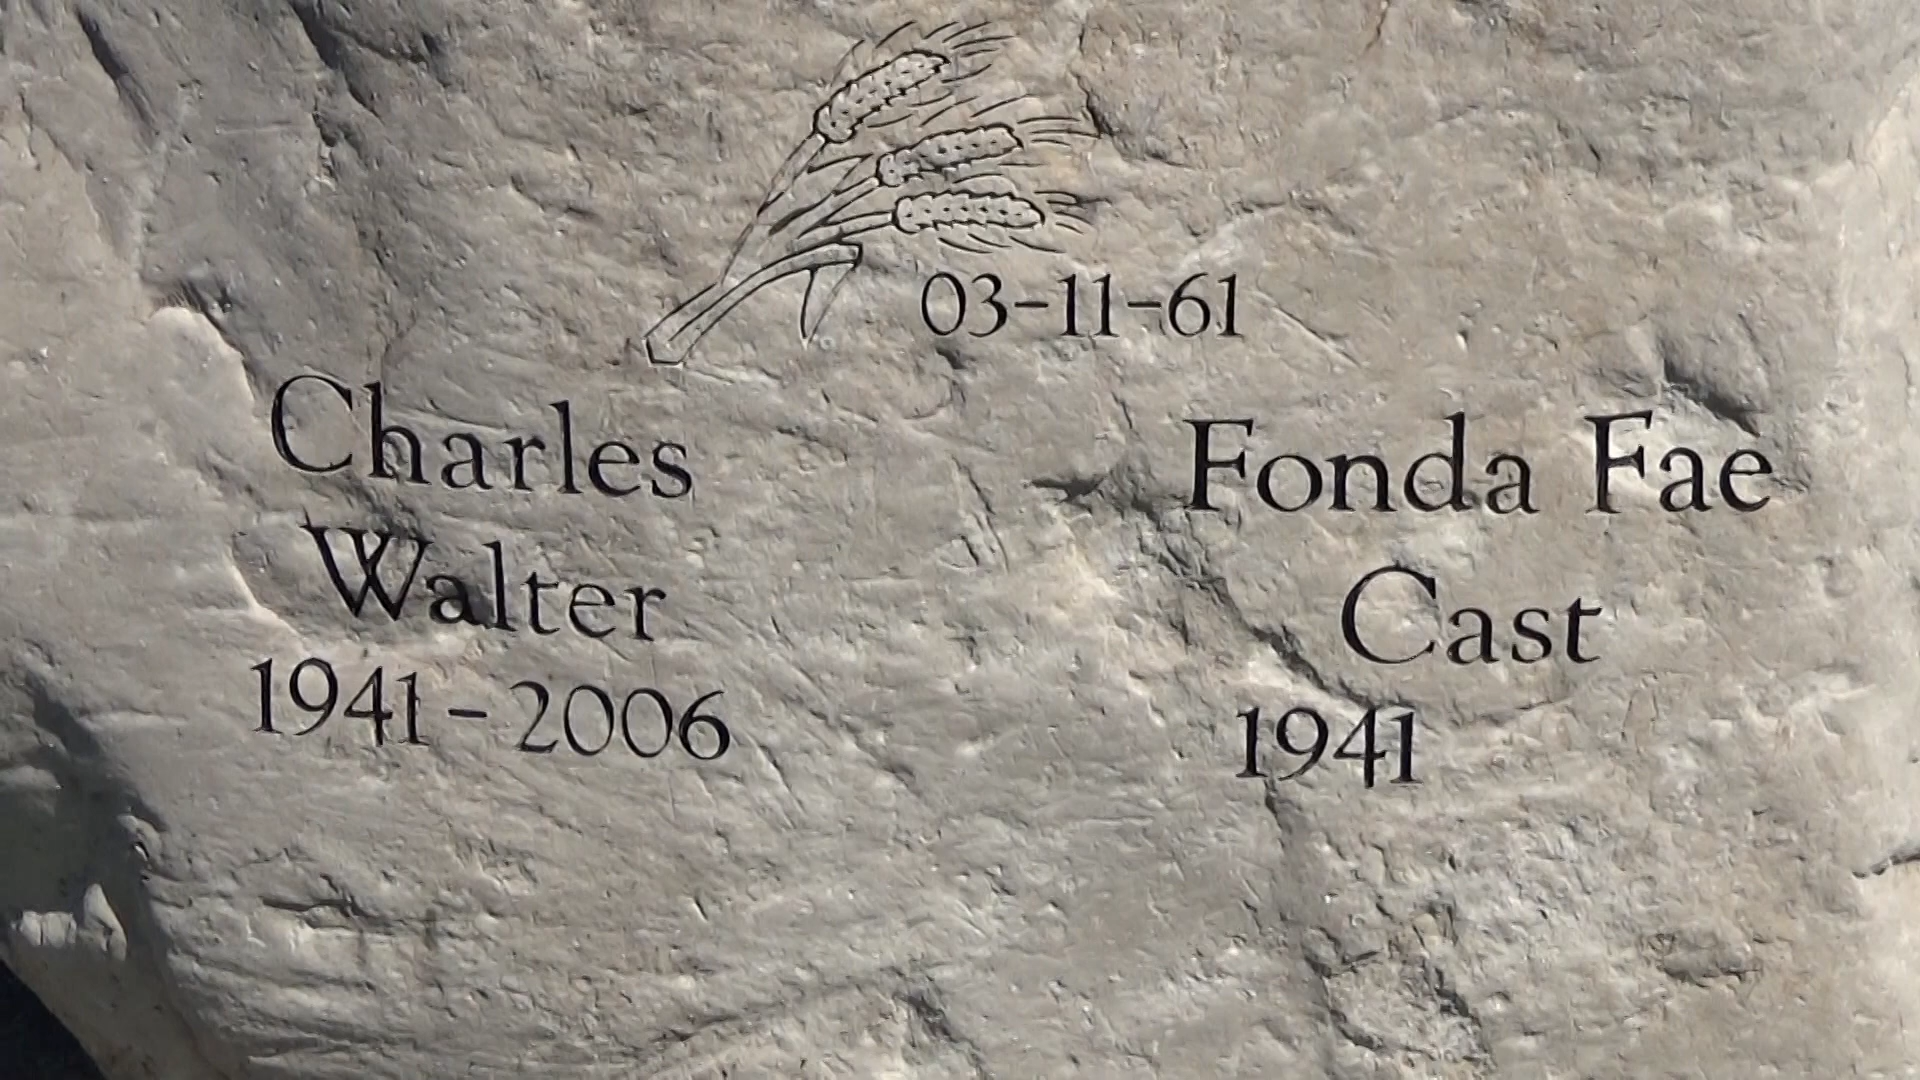 03-11-61
Charles
Walter
1941 - 2006
Fonda Fae
Cast
1941